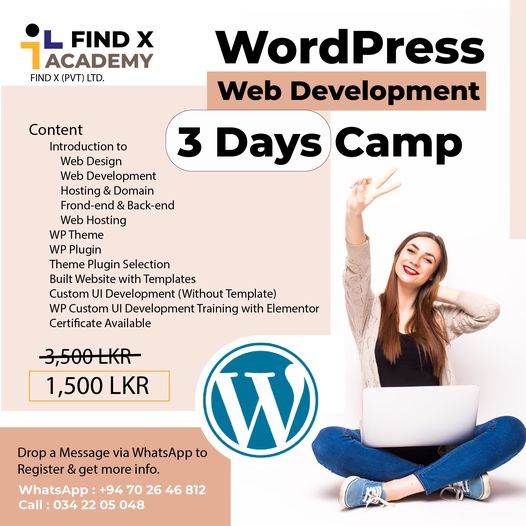 FIND X
ACADEMY
FIND X (PVT) LTD.
WordPress
Web Development
3 Days Camp
Content
Introduction to
Web Design
Web Development
Hosting & Domain
Frond-end & Back-end
Web Hosting
WP Theme
WP Plugin
Theme Plugin Selection
Built Website with Templates
Custom UI Development (Without Template)
WP Custom UI Development Training with Elementor
Certificate Available
3,500 LKR
1,500 LKR
W
Drop a Message via WhatsApp to
Register & get more info.
WhatsApp : +94 70 26 46 812
Call : 034 22 05 048